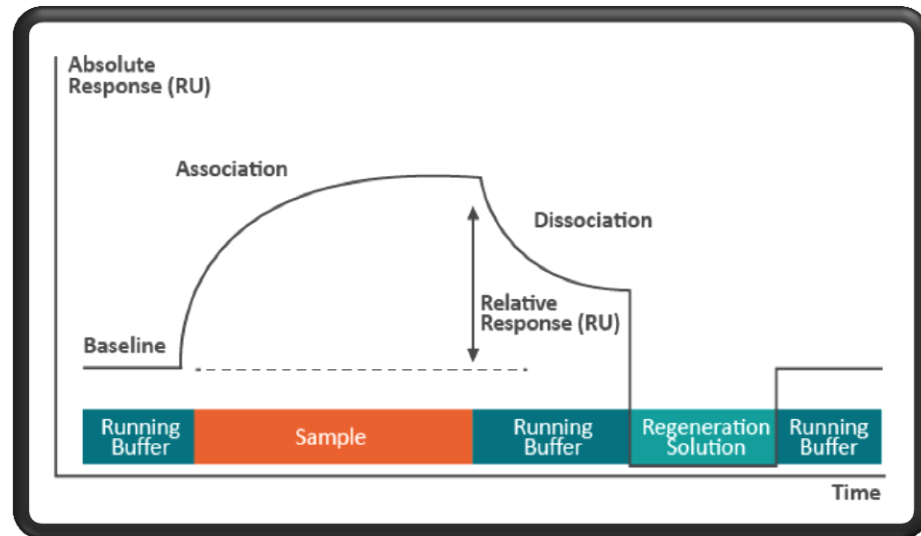 Absolute
Response (RU)
Association
Dissociation
Relative
Response (RU)
Baseline
Running
Buffer
Sample
Running
Buffer
Regeneration
Solution
Running
Buffer
Time